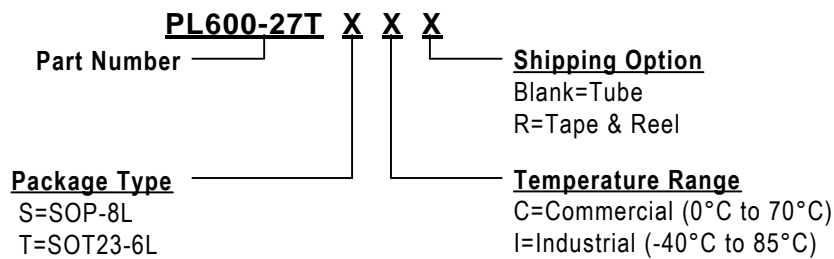 PL600-27T X X X
Part Number
Shipping Option
Blank=Tube
R=Tape & Reel
Package Type
S=SOP-8L
T=SOT23-6L
Temperature Range
C=Commercial (0°C to 70°C)
I=Industrial (-40°C to 85°C)